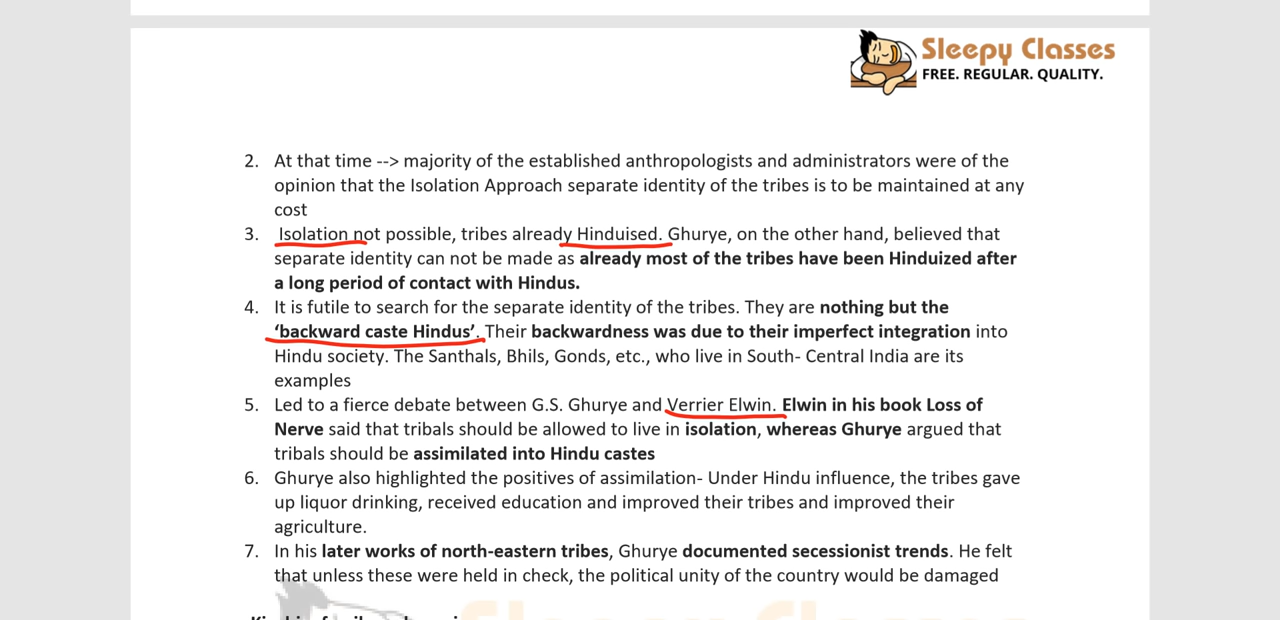 Sleepy Classes
FREE. REGULAR. QUALITY.
2. At that time --> majority of the established anthropologists and administrators were of the
opinion that the Isolation Approach separate identity of the tribes is to be maintained at any
cost
3. Isolation not possible, tribes already Hinduised. Ghurye, on the other hand, believed that
separate identity can not be made as already most of the tribes have been Hinduized after
a long period of contact with Hindus.
4. It is futile to search for the separate identity of the tribes. They are nothing but the
‘backward caste Hindus’. Their backwardness was due to their imperfect integration into
Hindu society. The Santhals, Bhils, Gonds, etc., who live in South- Central India are its
examples
5. Led to a fierce debate between G.S. Ghurye and Verrier Elwin. Elwin in his book Loss of
Nerve said that tribals should be allowed to live in isolation, whereas Ghurye argued that
tribals should be assimilated into Hindu castes
6. Ghurye also highlighted the positives of assimilation- Under Hindu influence, the tribes gave
up liquor drinking, received education and improved their tribes and improved their
agriculture.
7. In his later works of north-eastern tribes, Ghurye documented secessionist trends. He felt
that unless these were held in check, the political unity of the country would be damaged